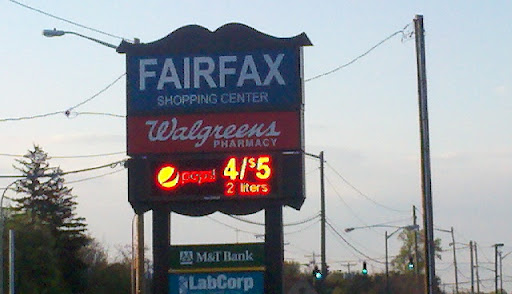 FAIRFAX
SHOPPING CENTER
Walgreens
PHARMACY
pepsi 4/$5
2 liters
M&T Bank
LabCorp